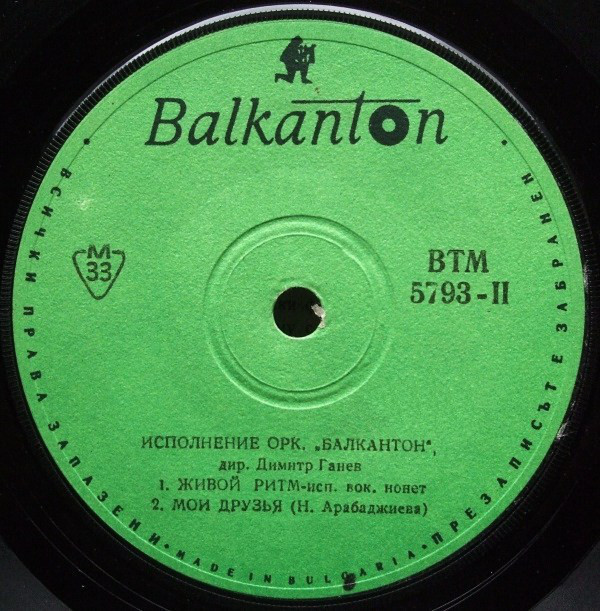 Balkanton
М
33
ВТМ
5793-II
ИСПОЛНЕНИЕ ОРК. „БАЛКАНТОН",
дир. Димитр Ганев
1. ЖИВОЙ РИТМ-исп. вок. нонет
2. МОИ ДРУЗЬЯ (Н. Арабаджиева)
• ВСИЧКИ ПРАВА ЗАПАЗЕНИ • MADE IN BULGARIA • ПРЕЗАПИСЪТ Е ЗАБРАНЕН •